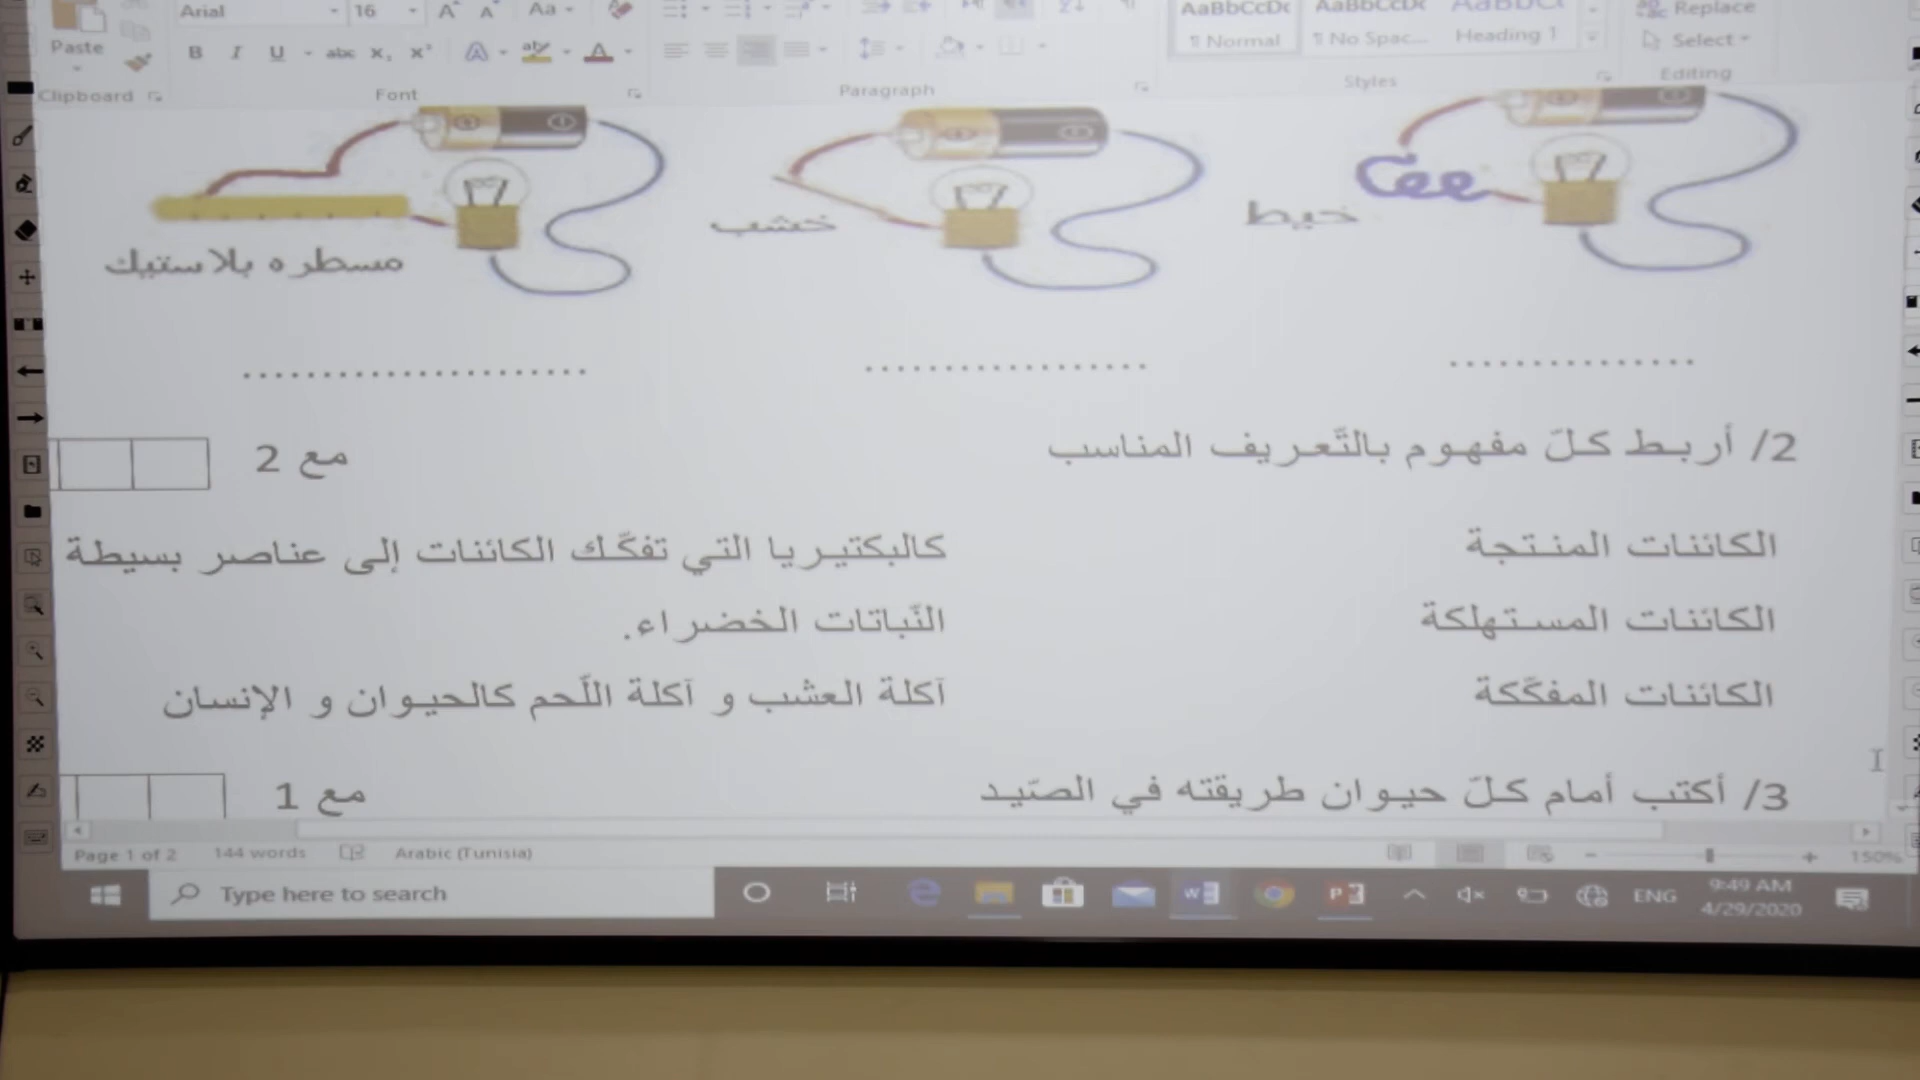 Arial 16 Aa
Paste B I U abc
AaBbCcDc AaBbCcDc AaBbCc
Normal No Spac... Heading 1
Replace
Select
Clipboard Font Paragraph Styles Editing
خيط خشب مسطره بلاستيك
........................ ........................ ........................
2/ أربط كلّ مفهوم بالتّعريف المناسب مع 2
الكائنات المنتجة كالبكتيريا التي تفكّك الكائنات إلى عناصر بسيطة
الكائنات المستهلكة النّباتات الخضراء.
الكائنات المفكّكة آكلة العشب و آكلة اللّحم كالحيوان و الإنسان
3/ أكتب أمام كلّ حيوان طريقته في الصّيد مع 1
Page 1 of 2 144 words Arabic (Tunisia) 150%
Type here to search ENG 9:49 AM
4/29/2020